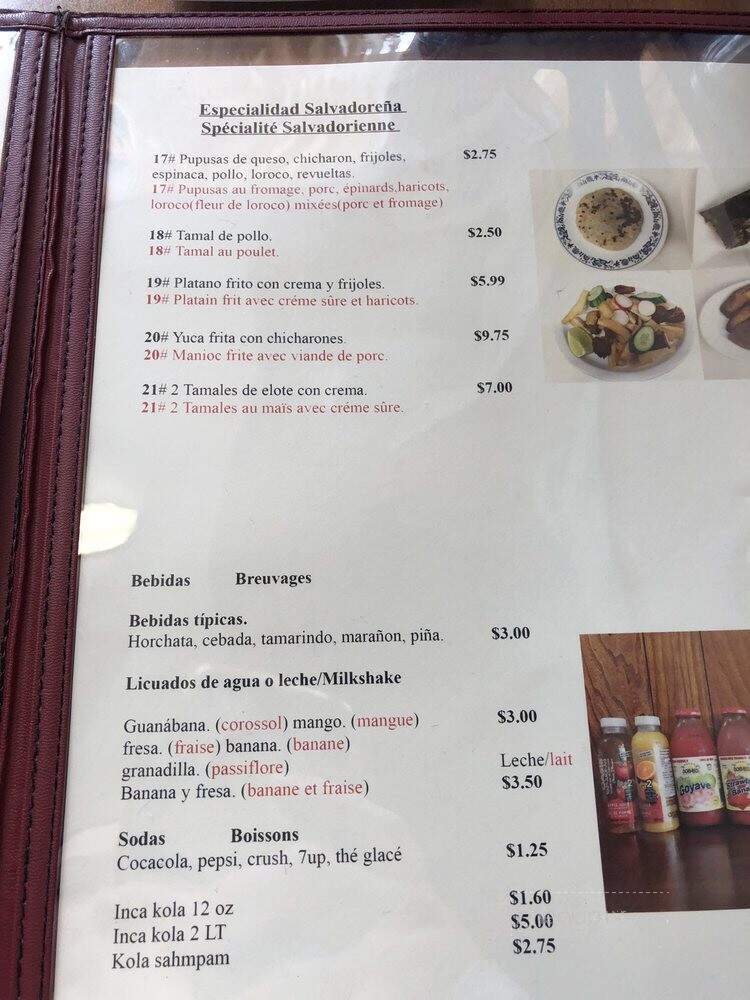 Especialidad Salvadoreña
Spécialité Salvadorienne
17# Pupusas de queso, chicharon, frijoles, $2.75
espinaca, pollo, loroco, revueltas.
17# Pupusas au fromage, porc, épinards,haricots,
loroco(fleur de loroco) mixées(porc et fromage)
18# Tamal de pollo. $2.50
18# Tamal au poulet.
19# Platano frito con crema y frijoles. $5.99
19# Platain frit avec créme sûre et haricots.
20# Yuca frita con chicharones. $9.75
20# Manioc frite avec viande de porc.
21# 2 Tamales de elote con crema. $7.00
21# 2 Tamales au maïs avec créme sûre.
Bebidas Breuvages
Bebidas típicas.
Horchata, cebada, tamarindo, marañon, piña. $3.00
Licuados de agua o leche/Milkshake
Guanábana. (corossol) mango. (mangue) $3.00
fresa. (fraise) banana. (banane)
granadilla. (passiflore) Leche/lait
Banana y fresa. (banane et fraise) $3.50
Sodas Boissons
Cocacola, pepsi, crush, 7up, thé glacé $1.25
Inca kola 12 oz $1.60
Inca kola 2 LT $5.00
Kola sahmpam $2.75
Goyave